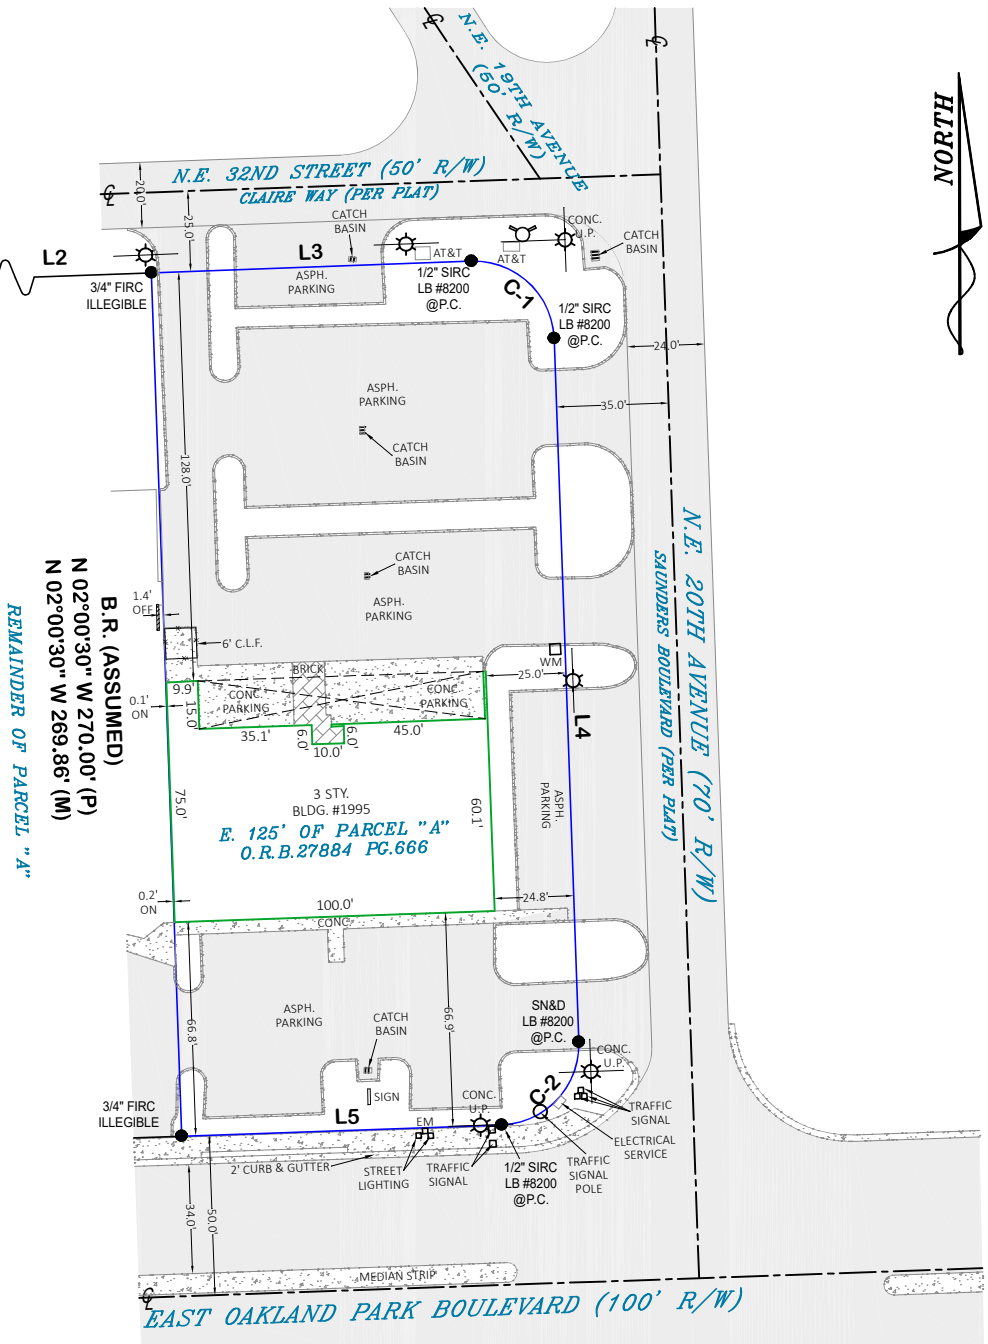 N.E. 19TH AVENUE
(50' R/W)
NORTH
N.E. 32ND STREET (50' R/W)
CLAIRE WAY (PER PLAT)
20.0'
25.0'
CATCH
BASIN
CONC.
U.P.
CATCH
BASIN
L2
L3
AT&T
AT&T
ASPH.
PARKING
1/2" SIRC
LB #8200
@P.C.
C-1
3/4" FIRC
ILLEGIBLE
1/2" SIRC
LB #8200
@P.C.
24.0'
35.0'
ASPH.
PARKING
CATCH
BASIN
128.0'
CATCH
BASIN
ASPH.
PARKING
N.E. 20TH AVENUE (70' R/W)
SAUNDERS BOULEVARD (PER PLAT)
B.R. (ASSUMED)
N 02°00'30" W 270.00' (P)
N 02°00'30" W 269.86' (M)
REMAINDER OF PARCEL "A"
1.4'
OFF
6' C.L.F.
WM
BRICK
25.0'
9.9'
CONC.
PARKING
CONC.
PARKING
0.1'
ON
15.0'
35.1'
6.0'
10.0'
6.0'
45.0'
L4
3 STY.
BLDG. #1995
75.0'
60.1'
ASPH.
PARKING
E. 125' OF PARCEL "A"
O.R.B.27884 PG.666
0.2'
ON
100.0'
24.8'
CONC.
ASPH.
PARKING
CATCH
BASIN
66.8'
66.9'
SN&D
LB #8200
@P.C.
CONC.
U.P.
C-2
3/4" FIRC
ILLEGIBLE
SIGN
L5
EM
CONC.
U.P.
TRAFFIC
SIGNAL
ELECTRICAL
SERVICE
2' CURB & GUTTER
STREET
LIGHTING
TRAFFIC
SIGNAL
1/2" SIRC
LB #8200
@P.C.
TRAFFIC
SIGNAL
POLE
34.0'
50.0'
MEDIAN STRIP
EAST OAKLAND PARK BOULEVARD (100' R/W)